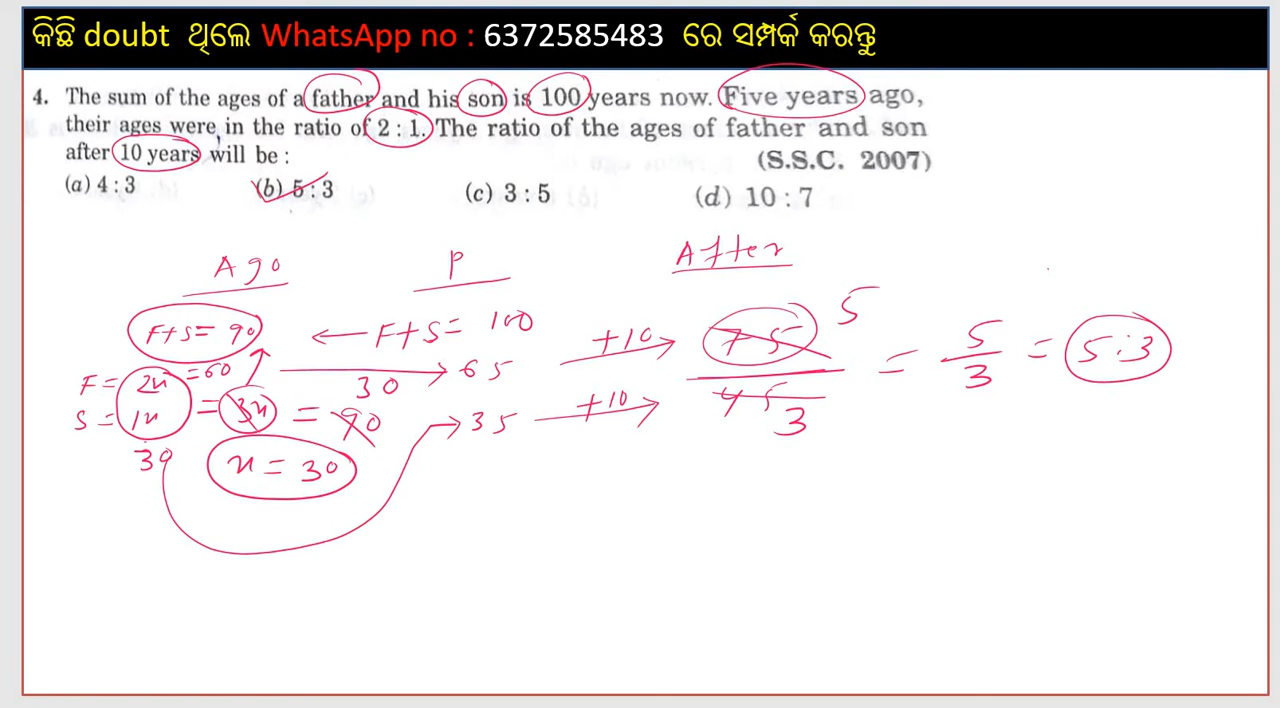 କିଛି doubt ଥିଲେ WhatsApp no : 6372585483 ରେ ସମ୍ପର୍କ କରନ୍ତୁ
4. The sum of the ages of a father and his son is 100 years now. Five years ago,
their ages were in the ratio of 2 : 1. The ratio of the ages of father and son
after 10 years will be :
(S.S.C. 2007)
(a) 4 : 3 (b) 5 : 3 (c) 3 : 5 (d) 10 : 7
Ago P After
F+S= 90 ← F+S= 100
F= 2x =60 30 → 65 +10 → 75 5 = 5/3 = 5:3
S= 1x = 3x = 90 → 35 +10 → 45 3
30 x = 30